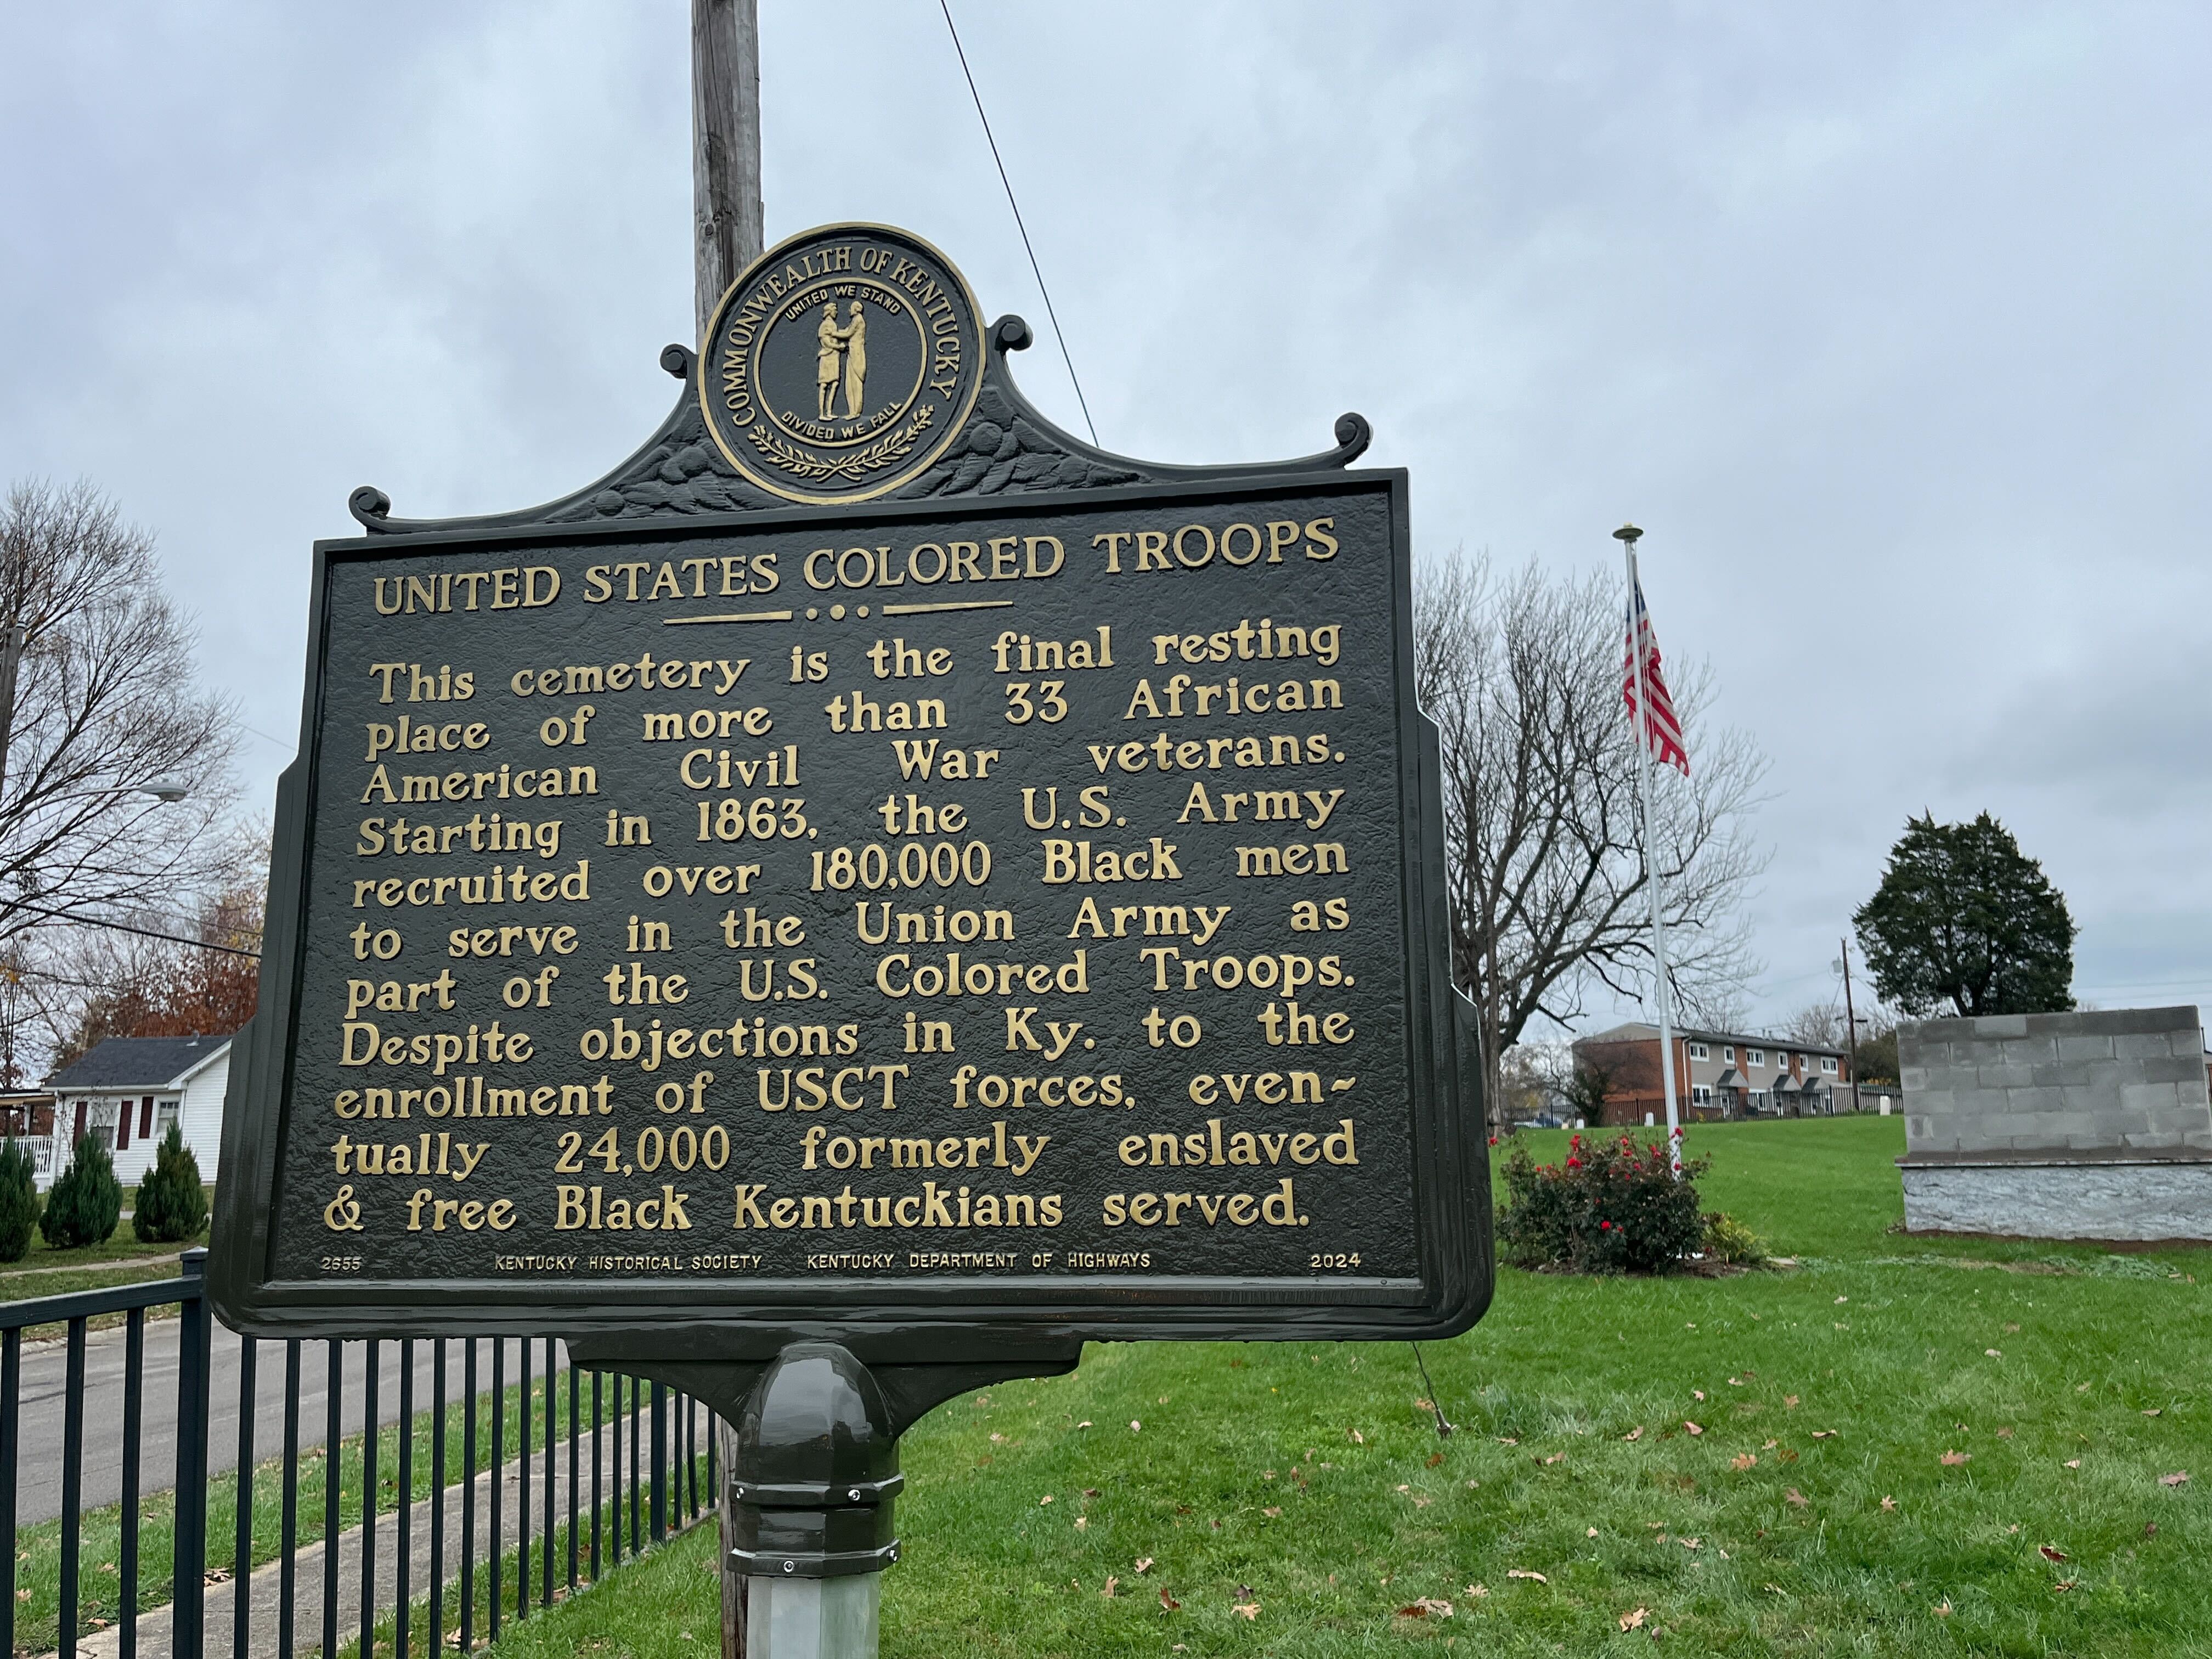 COMMONWEALTH OF KENTUCKY
UNITED WE STAND
DIVIDED WE FALL
UNITED STATES COLORED TROOPS
This cemetery is the final resting
place of more than 33 African
American Civil War veterans.
Starting in 1863, the U.S. Army
recruited over 180,000 Black men
to serve in the Union Army as
part of the U.S. Colored Troops.
Despite objections in Ky. to the
enrollment of USCT forces, even-
tually 24,000 formerly enslaved
& free Black Kentuckians served.
2655 KENTUCKY HISTORICAL SOCIETY KENTUCKY DEPARTMENT OF HIGHWAYS 2024